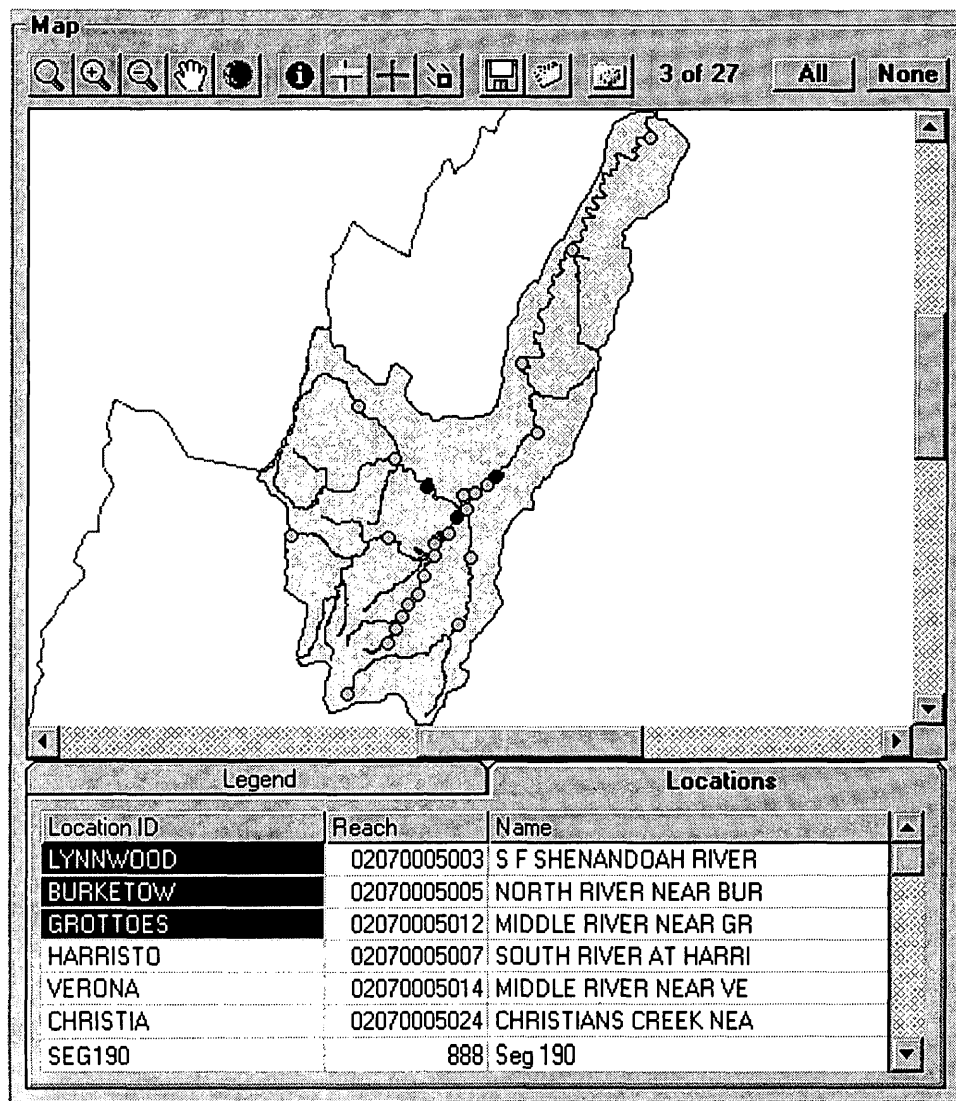 Map
3 of 27 All None
Legend Locations
Location ID Reach Name
LYNNWOOD 02070005003 S F SHENANDOAH RIVER
BURKETOW 02070005005 NORTH RIVER NEAR BUR
GROTTOES 02070005012 MIDDLE RIVER NEAR GR
HARRISTO 02070005007 SOUTH RIVER AT HARRI
VERONA 02070005014 MIDDLE RIVER NEAR VE
CHRISTIA 02070005024 CHRISTIANS CREEK NEA
SEG190 888 Seg 190